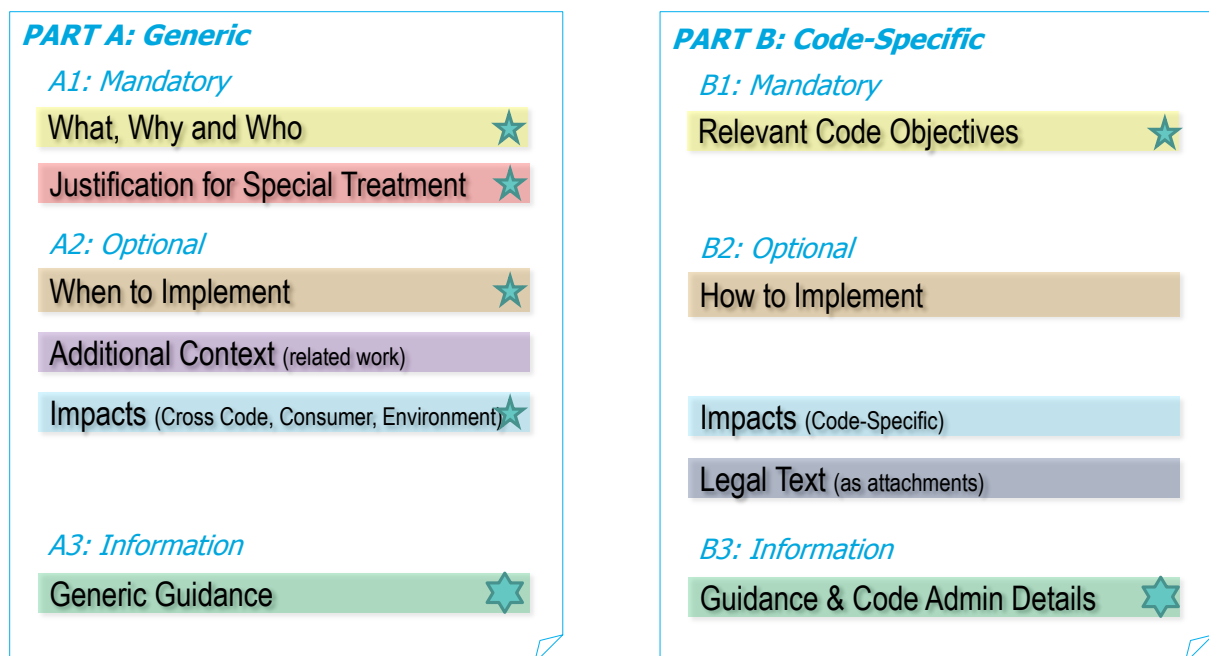 PART A: Generic
A1: Mandatory
What, Why and Who
Justification for Special Treatment
A2: Optional
When to Implement
Additional Context (related work)
Impacts (Cross Code, Consumer, Environment)
A3: Information
Generic Guidance
PART B: Code-Specific
B1: Mandatory
Relevant Code Objectives
B2: Optional
How to Implement
Impacts (Code-Specific)
Legal Text (as attachments)
B3: Information
Guidance & Code Admin Details